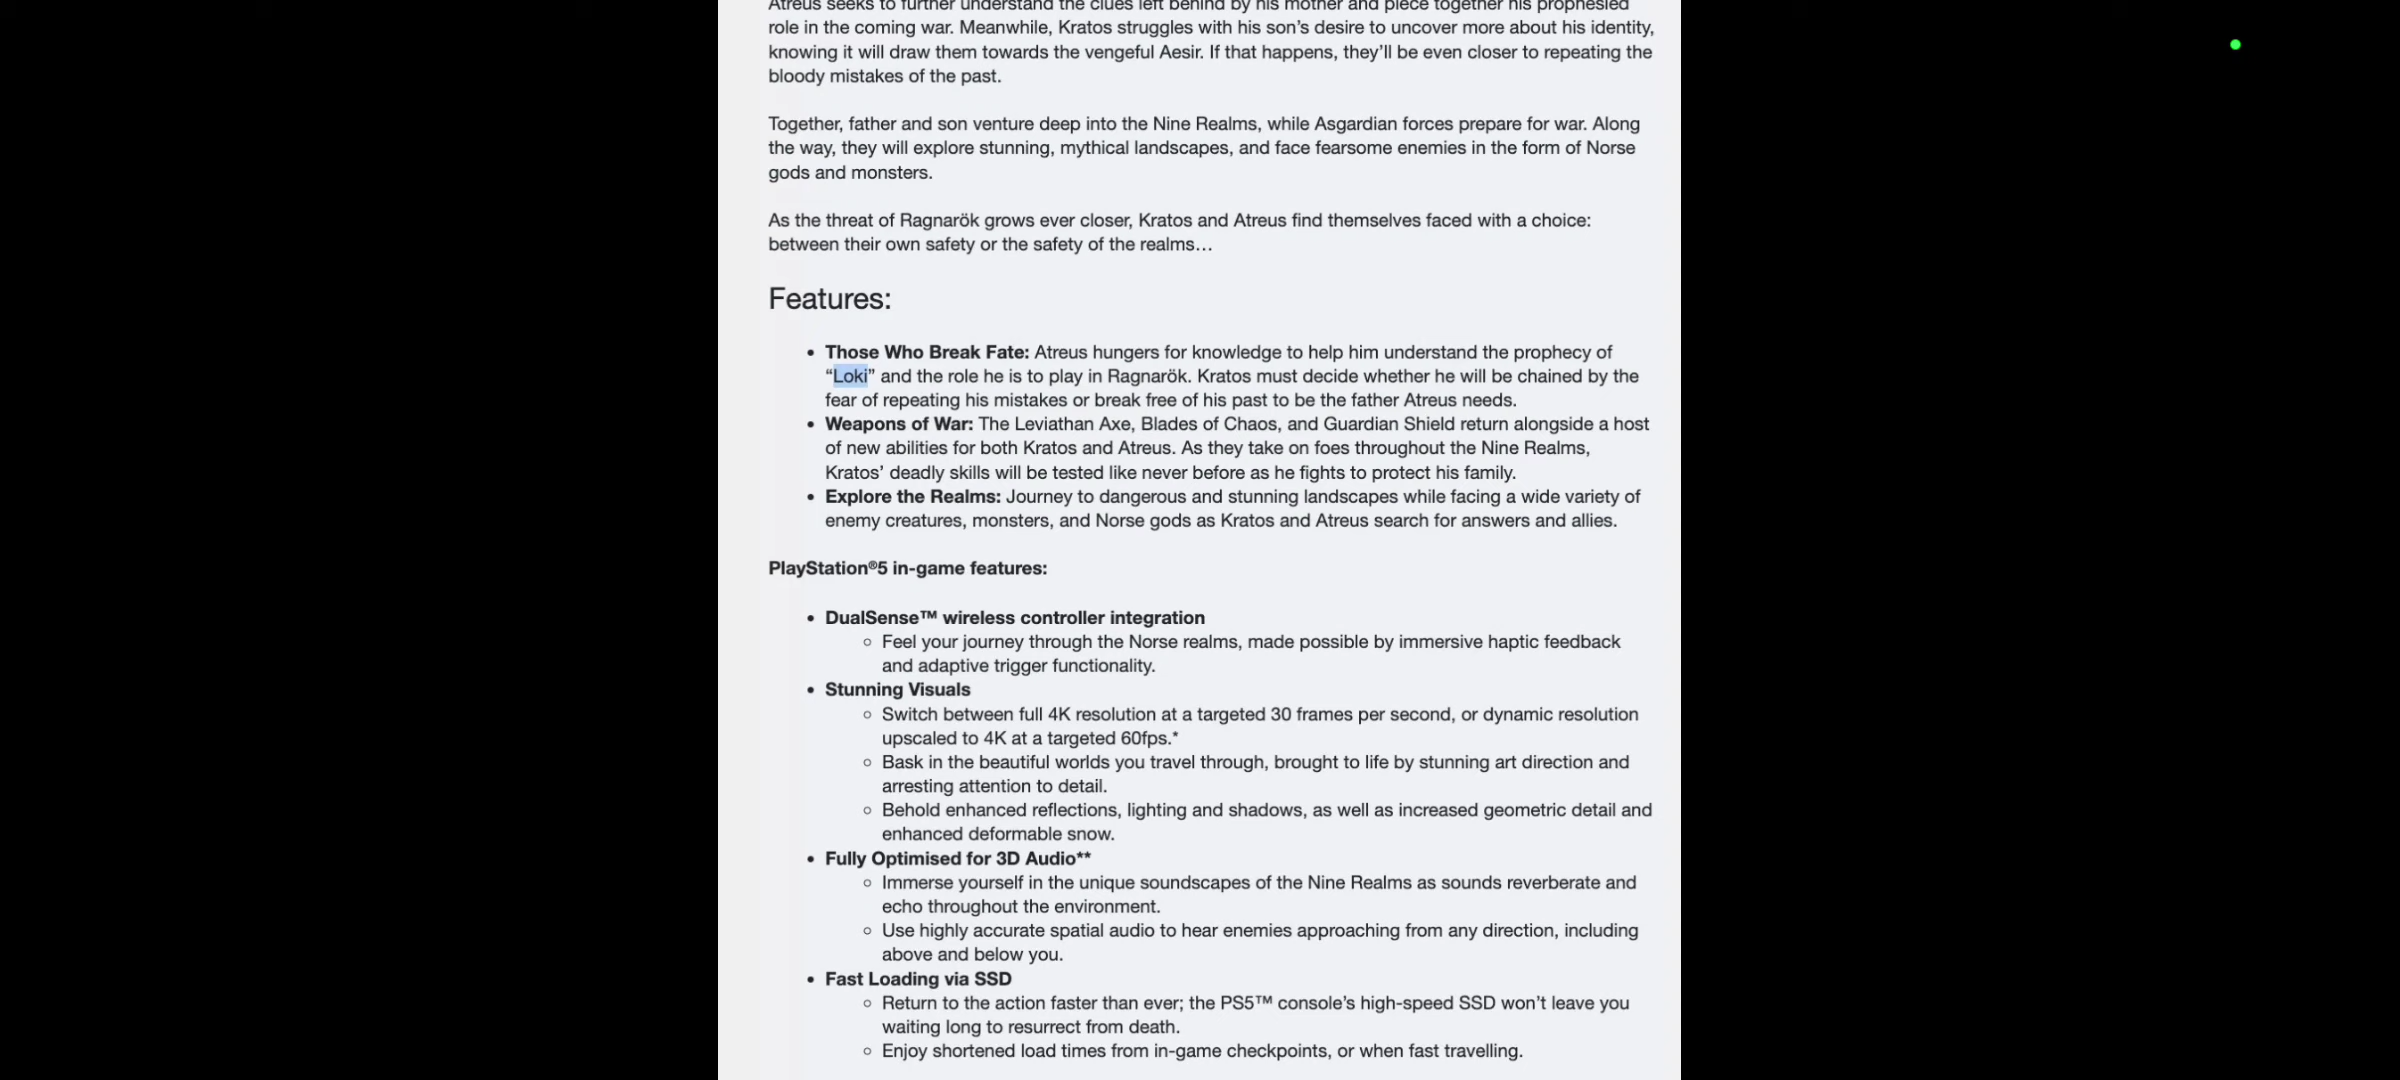 Atreus seeks to further understand the clues left behind by his mother and piece together his prophesied
role in the coming war. Meanwhile, Kratos struggles with his son’s desire to uncover more about his identity,
knowing it will draw them towards the vengeful Aesir. If that happens, they’ll be even closer to repeating the
bloody mistakes of the past.
Together, father and son venture deep into the Nine Realms, while Asgardian forces prepare for war. Along
the way, they will explore stunning, mythical landscapes, and face fearsome enemies in the form of Norse
gods and monsters.
As the threat of Ragnarök grows ever closer, Kratos and Atreus find themselves faced with a choice:
between their own safety or the safety of the realms…
Features:
• Those Who Break Fate: Atreus hungers for knowledge to help him understand the prophecy of
“Loki” and the role he is to play in Ragnarök. Kratos must decide whether he will be chained by the
fear of repeating his mistakes or break free of his past to be the father Atreus needs.
• Weapons of War: The Leviathan Axe, Blades of Chaos, and Guardian Shield return alongside a host
of new abilities for both Kratos and Atreus. As they take on foes throughout the Nine Realms,
Kratos’ deadly skills will be tested like never before as he fights to protect his family.
• Explore the Realms: Journey to dangerous and stunning landscapes while facing a wide variety of
enemy creatures, monsters, and Norse gods as Kratos and Atreus search for answers and allies.
PlayStation®5 in-game features:
• DualSense™ wireless controller integration
○ Feel your journey through the Norse realms, made possible by immersive haptic feedback
and adaptive trigger functionality.
• Stunning Visuals
○ Switch between full 4K resolution at a targeted 30 frames per second, or dynamic resolution
upscaled to 4K at a targeted 60fps.*
○ Bask in the beautiful worlds you travel through, brought to life by stunning art direction and
arresting attention to detail.
○ Behold enhanced reflections, lighting and shadows, as well as increased geometric detail and
enhanced deformable snow.
• Fully Optimised for 3D Audio**
○ Immerse yourself in the unique soundscapes of the Nine Realms as sounds reverberate and
echo throughout the environment.
○ Use highly accurate spatial audio to hear enemies approaching from any direction, including
above and below you.
• Fast Loading via SSD
○ Return to the action faster than ever; the PS5™ console’s high-speed SSD won’t leave you
waiting long to resurrect from death.
○ Enjoy shortened load times from in-game checkpoints, or when fast travelling.